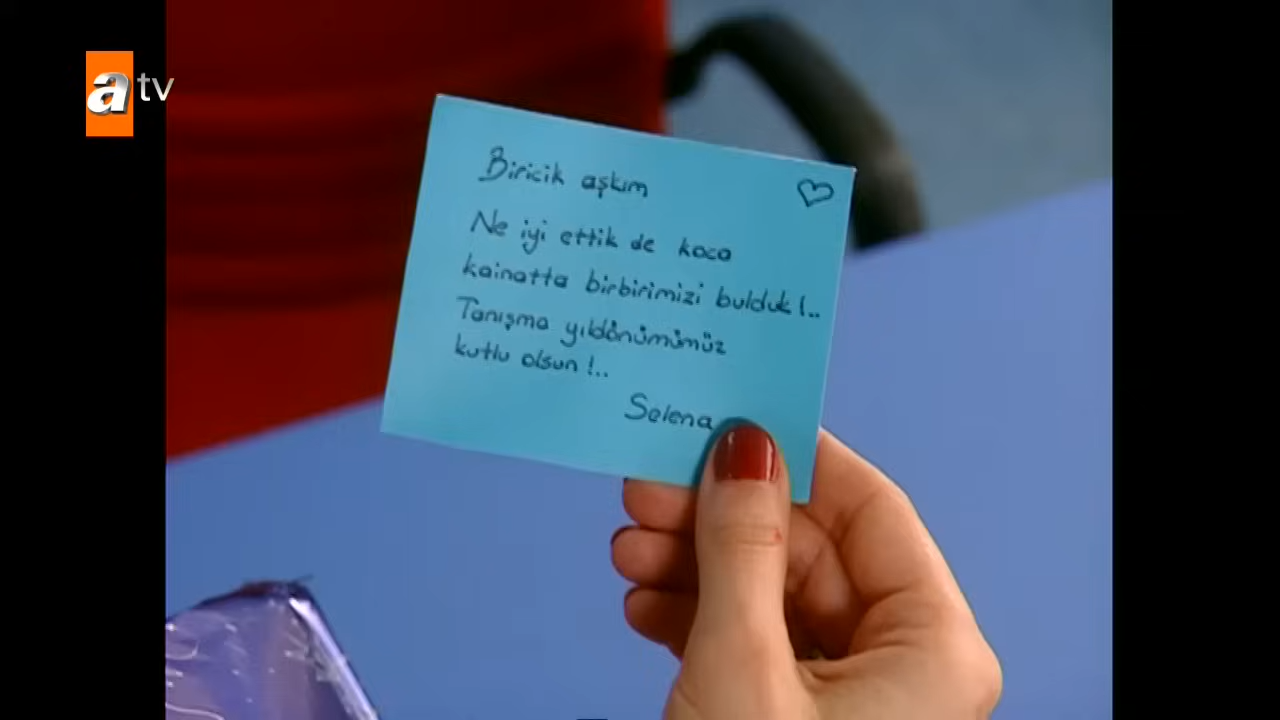 atv
Biricik aşkım
Ne iyi ettik de koca
kainatta birbirimizi bulduk!..
Tanışma yıldönümümüz
kutlu olsun!..
Selena